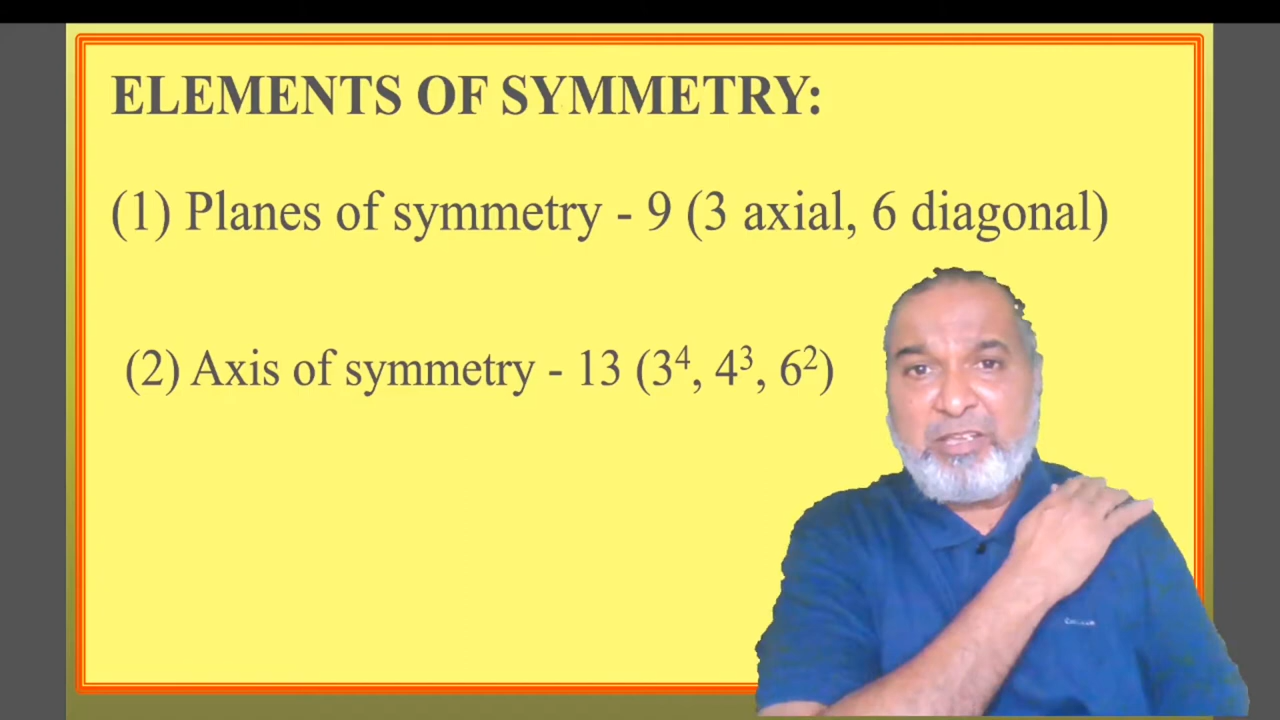 ELEMENTS OF SYMMETRY:
(1) Planes of symmetry - 9 (3 axial, 6 diagonal)
(2) Axis of symmetry - 13 (3⁴, 4³, 6²)